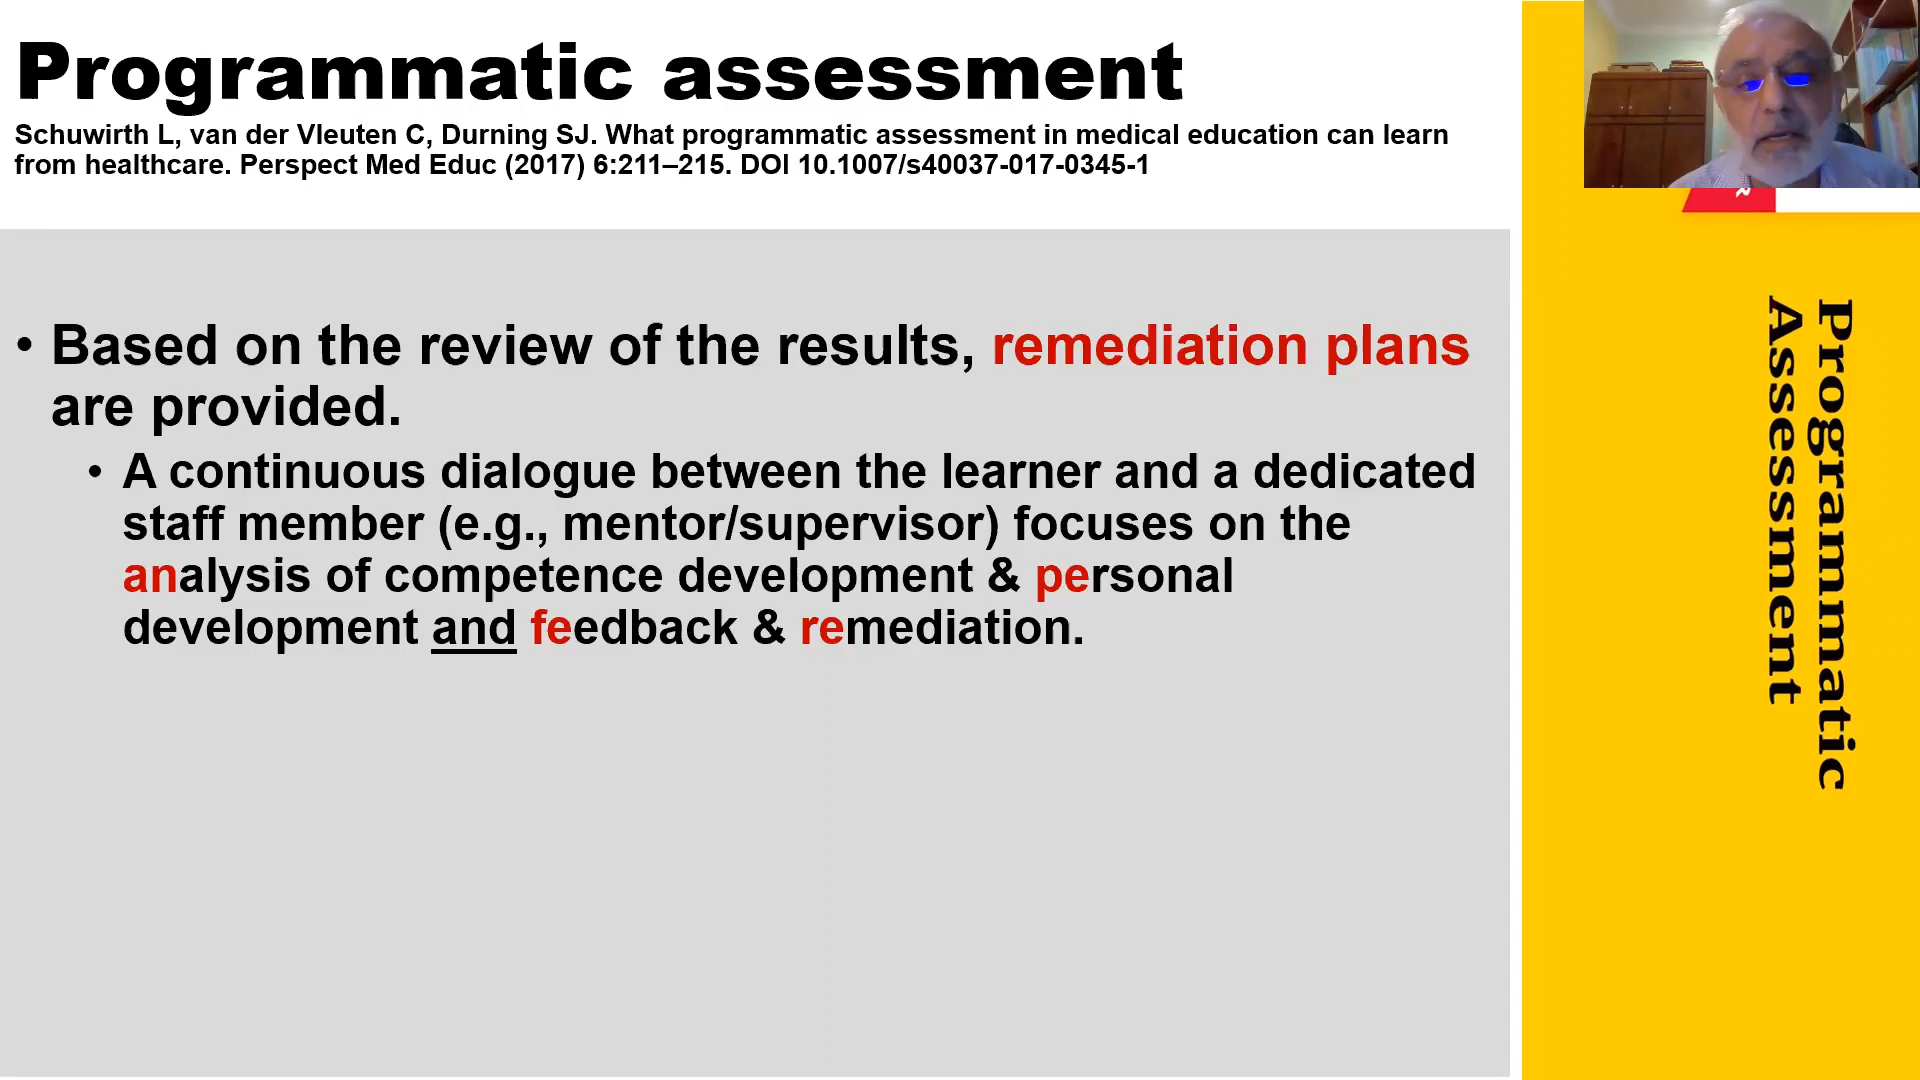 Programmatic assessment
Schuwirth L, van der Vleuten C, Durning SJ. What programmatic assessment in medical education can learn
from healthcare. Perspect Med Educ (2017) 6:211–215. DOI 10.1007/s40037-017-0345-1
• Based on the review of the results, remediation plans
are provided.
• A continuous dialogue between the learner and a dedicated
staff member (e.g., mentor/supervisor) focuses on the
analysis of competence development & personal
development and feedback & remediation.
Programmatic
Assessment